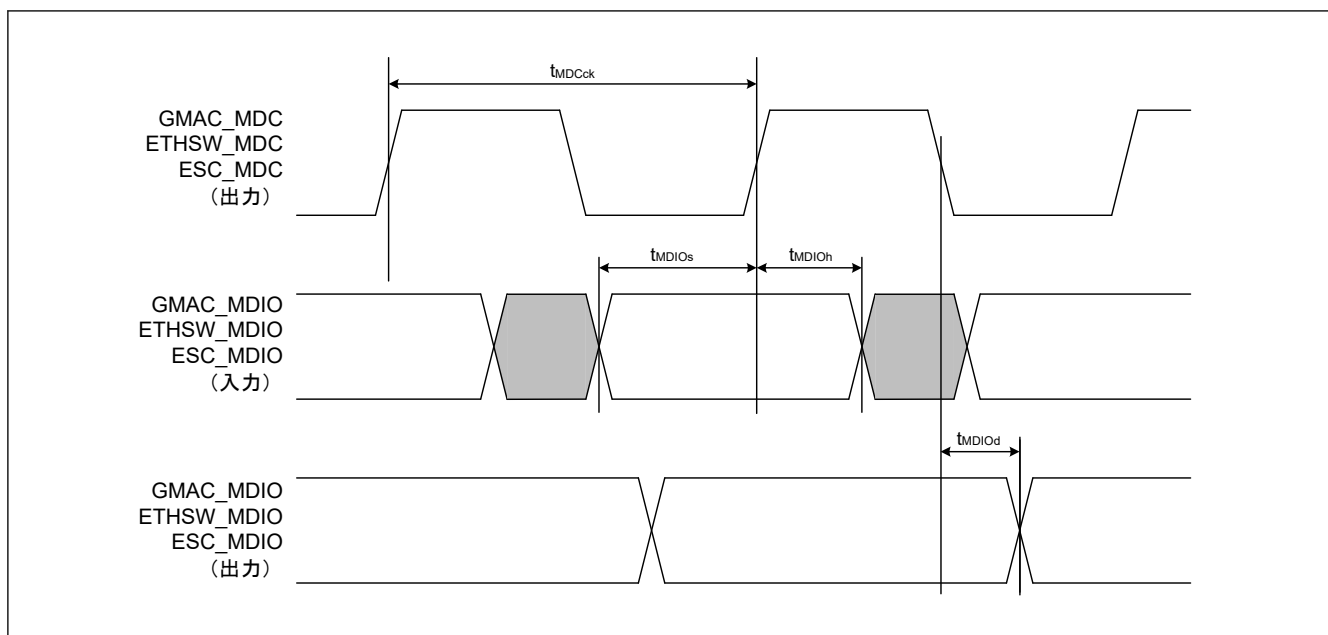 tMDCck
GMAC_MDC
ETHSW_MDC
ESC_MDC
（出力）
tMDIOs
tMDIOh
GMAC_MDIO
ETHSW_MDIO
ESC_MDIO
（入力）
tMDIOd
GMAC_MDIO
ETHSW_MDIO
ESC_MDIO
（出力）